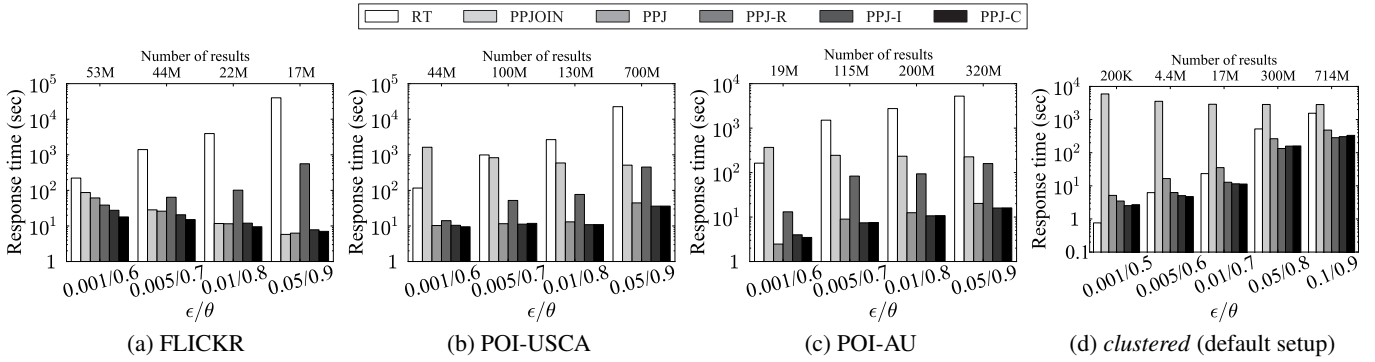 RT PPJOIN PPJ PPJ-R PPJ-I PPJ-C
Number of results
53M 44M 22M 17M
Response time (sec)
10^5
10^4
10^3
10^2
10^1
1
0.001/0.6 0.005/0.7 0.01/0.8 0.05/0.9
ϵ/θ
(a) FLICKR
Number of results
44M 100M 130M 700M
Response time (sec)
10^5
10^4
10^3
10^2
10^1
1
0.001/0.6 0.005/0.7 0.01/0.8 0.05/0.9
ϵ/θ
(b) POI-USCA
Number of results
19M 115M 200M 320M
Response time (sec)
10^4
10^3
10^2
10^1
1
0.001/0.6 0.005/0.7 0.01/0.8 0.05/0.9
ϵ/θ
(c) POI-AU
Number of results
200K 4.4M 17M 300M 714M
Response time (sec)
10^4
10^3
10^2
10^1
1
0.1
0.001/0.5 0.005/0.6 0.01/0.7 0.05/0.8 0.1/0.9
ϵ/θ
(d) clustered (default setup)